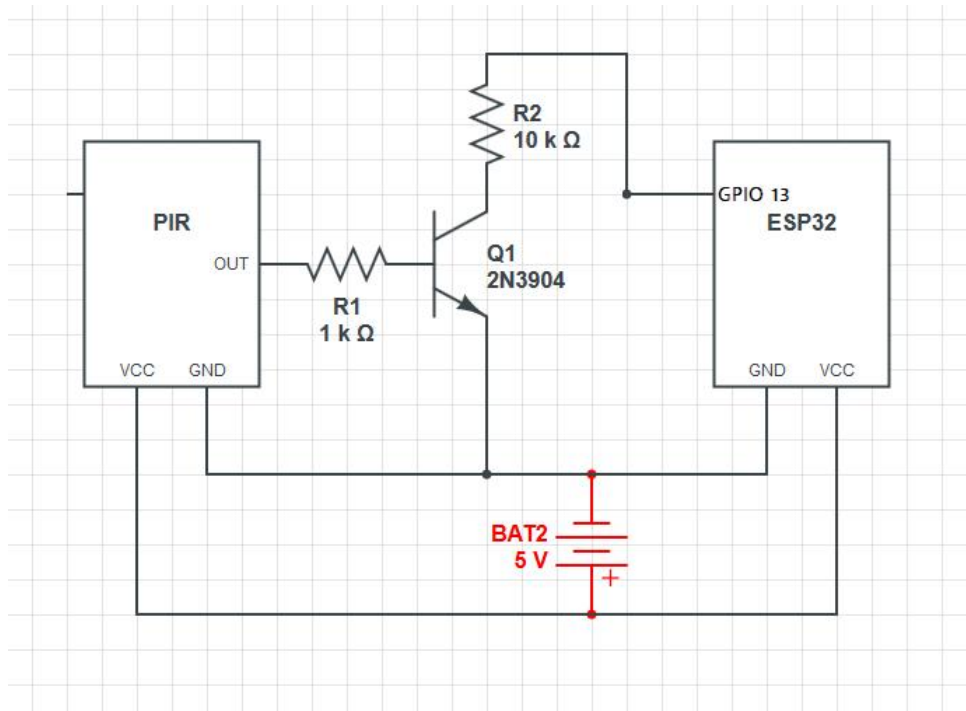 R2
10 k Ω
PIR
OUT
VCC
GND
R1
1 k Ω
Q1
2N3904
GPIO 13
ESP32
GND
VCC
BAT2
5 V
+